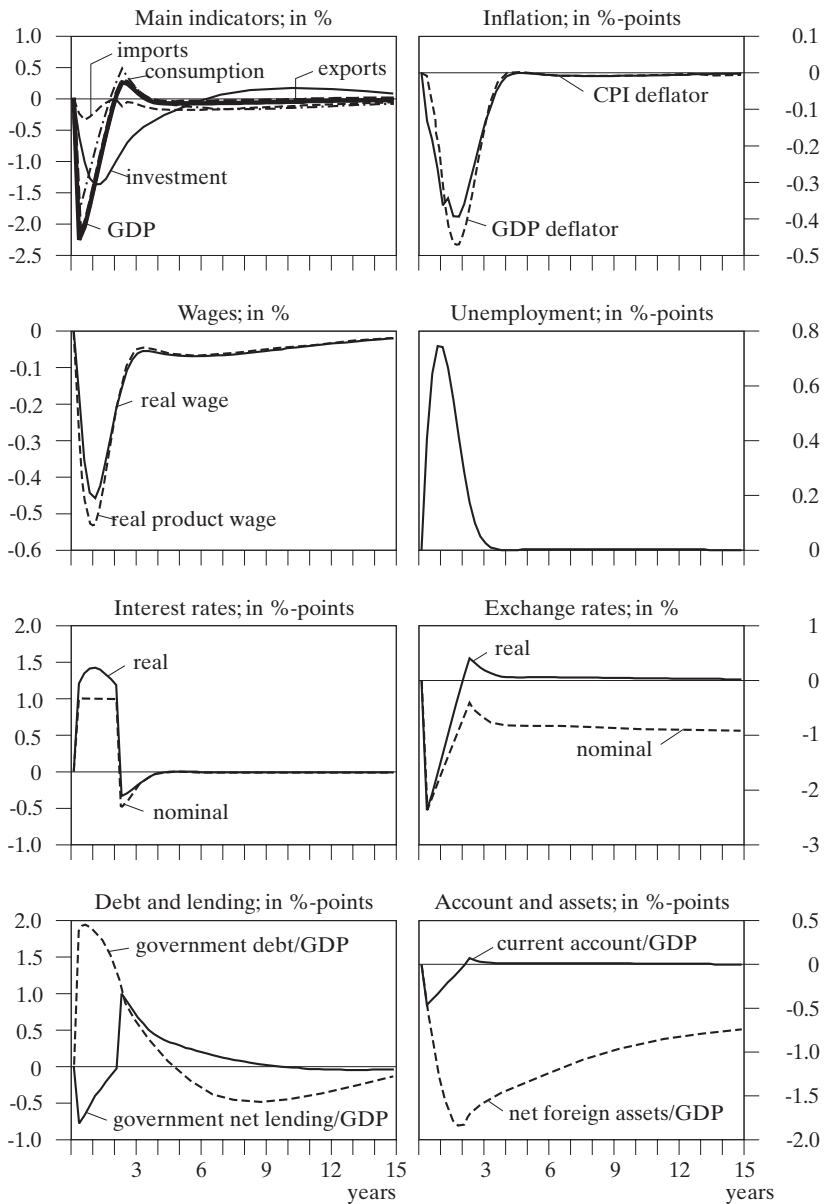 Main indicators; in %
1.0
0.5
0
-0.5
-1.0
-1.5
-2.0
-2.5
imports
consumption
exports
investment
GDP
Inflation; in %-points
0.1
0
-0.1
-0.2
-0.3
-0.4
-0.5
CPI deflator
GDP deflator
Wages; in %
0
-0.1
-0.2
-0.3
-0.4
-0.5
-0.6
real wage
real product wage
Unemployment; in %-points
0.8
0.6
0.4
0.2
0
Interest rates; in %-points
2.0
1.5
1.0
0.5
0
-0.5
-1.0
real
nominal
Exchange rates; in %
1
0
-1
-2
-3
real
nominal
Debt and lending; in %-points
2.0
1.5
1.0
0.5
0
-0.5
-1.0
government debt/GDP
government net lending/GDP
3 6 9 12 15
years
Account and assets; in %-points
0.5
0
-0.5
-1.0
-1.5
-2.0
current account/GDP
net foreign assets/GDP
3 6 9 12 15
years